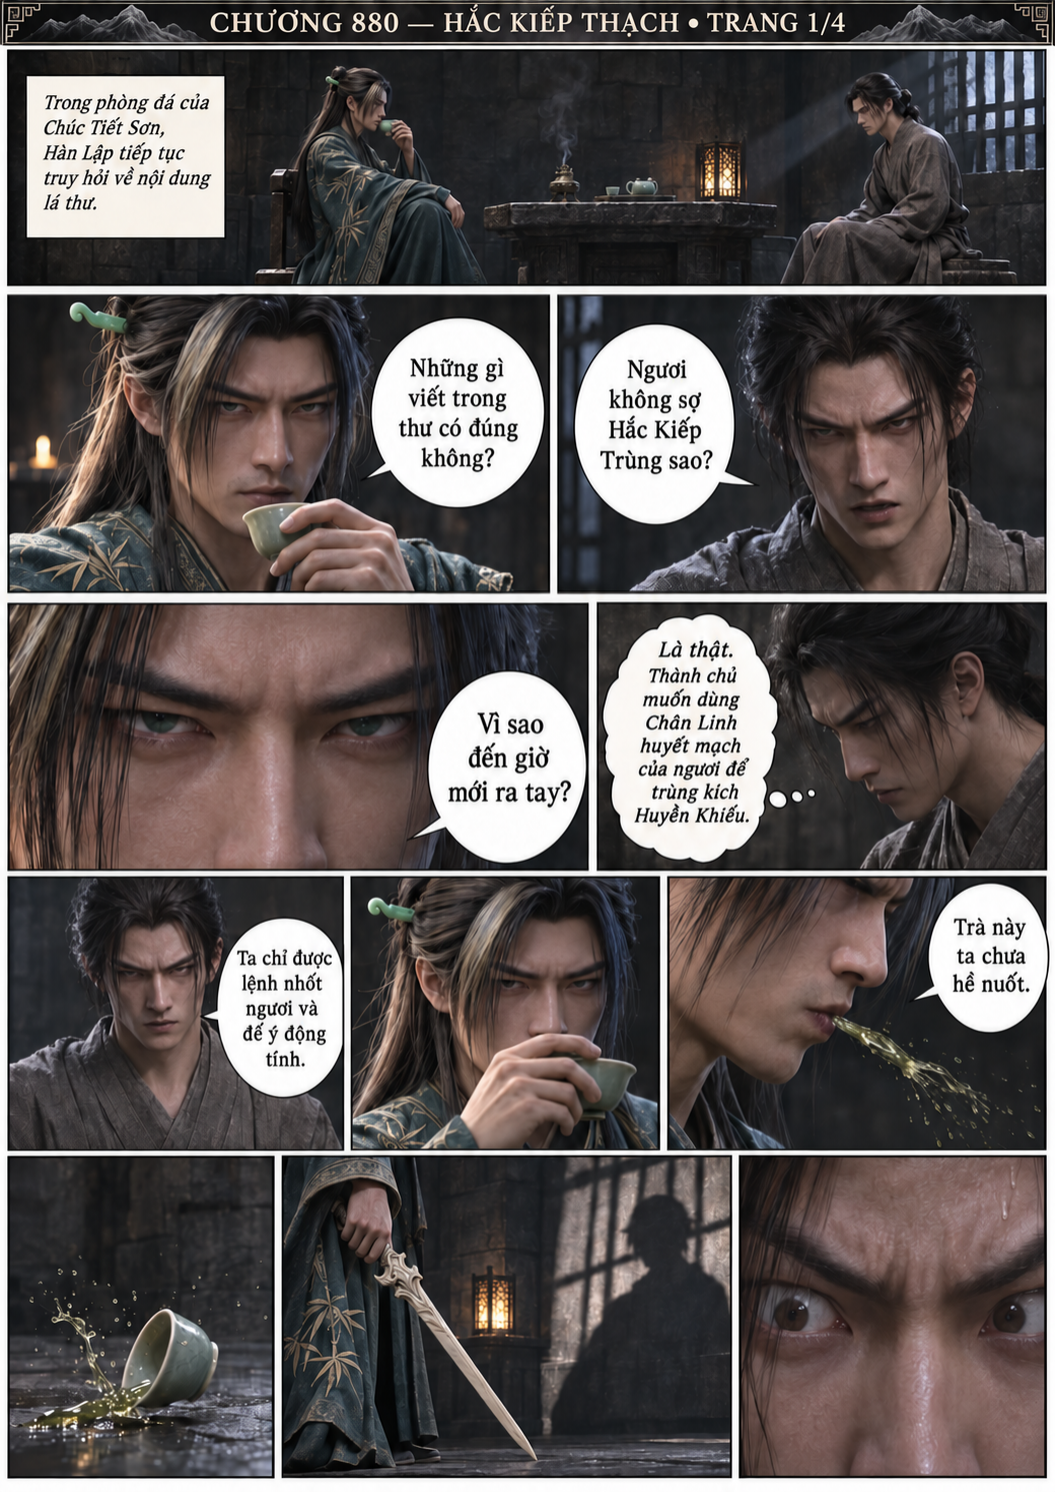 CHƯƠNG 880 — HẮC KIẾP THẠCH • TRANG 1/4
Trong phòng đá của
Chúc Tiết Sơn,
Hàn Lập tiếp tục
truy hỏi về nội dung
lá thư.
Những gì
viết trong
thư có đúng
không?
Ngươi
không sợ
Hắc Kiếp
Trùng sao?
Vì sao
đến giờ
mới ra tay?
Là thật.
Thành chủ
muốn dùng
Chân Linh
huyết mạch
của ngươi để
trùng kích
Huyền Khiếu.
Ta chỉ được
lệnh nhốt
ngươi và
để ý động
tính.
Trà này
ta chưa
hề nuốt.